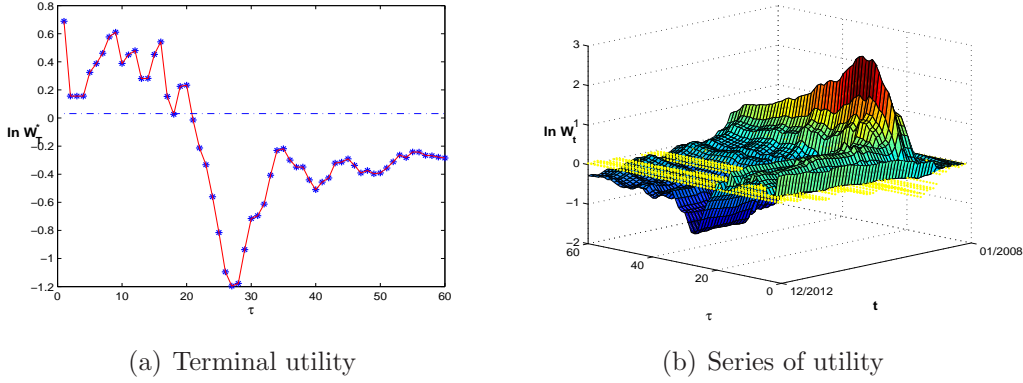 0.8
0.6
0.4
0.2
0
−0.2
−0.4
−0.6
−0.8
−1
−1.2
ln W*T
0 10 20 30 40 50 60
τ
(a) Terminal utility
3
2
1
0
−1
−2
ln Wt
60 40 20 0
τ
12/2012
01/2008
t
(b) Series of utility